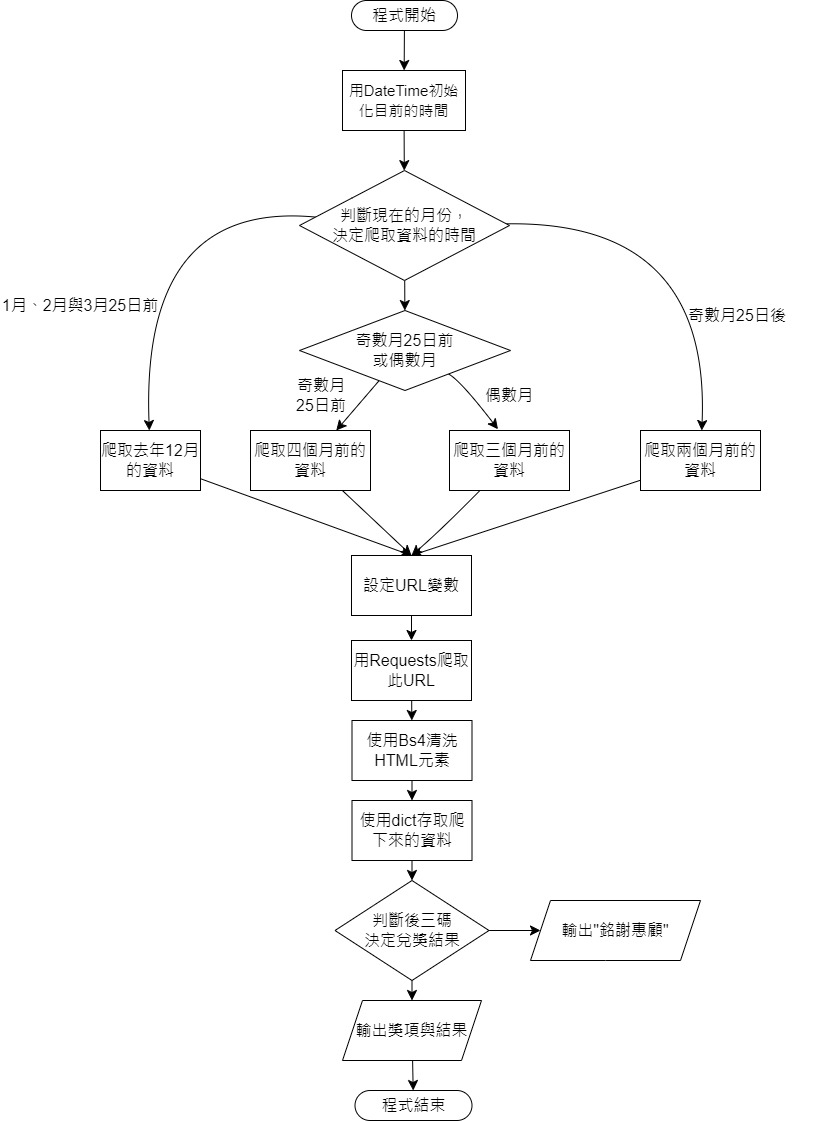 程式開始
用DateTime初始
化目前的時間
判斷現在的月份，
決定爬取資料的時間
1月、2月與3月25日前
奇數月25日後
奇數月25日前
或偶數月
奇數月
25日前
偶數月
爬取去年12月
的資料
爬取四個月前的
資料
爬取三個月前的
資料
爬取兩個月前的
資料
設定URL變數
用Requests爬取
此URL
使用Bs4清洗
HTML元素
使用dict存取爬
下來的資料
判斷後三碼
決定兌獎結果
輸出"銘謝惠顧"
輸出獎項與結果
程式結束